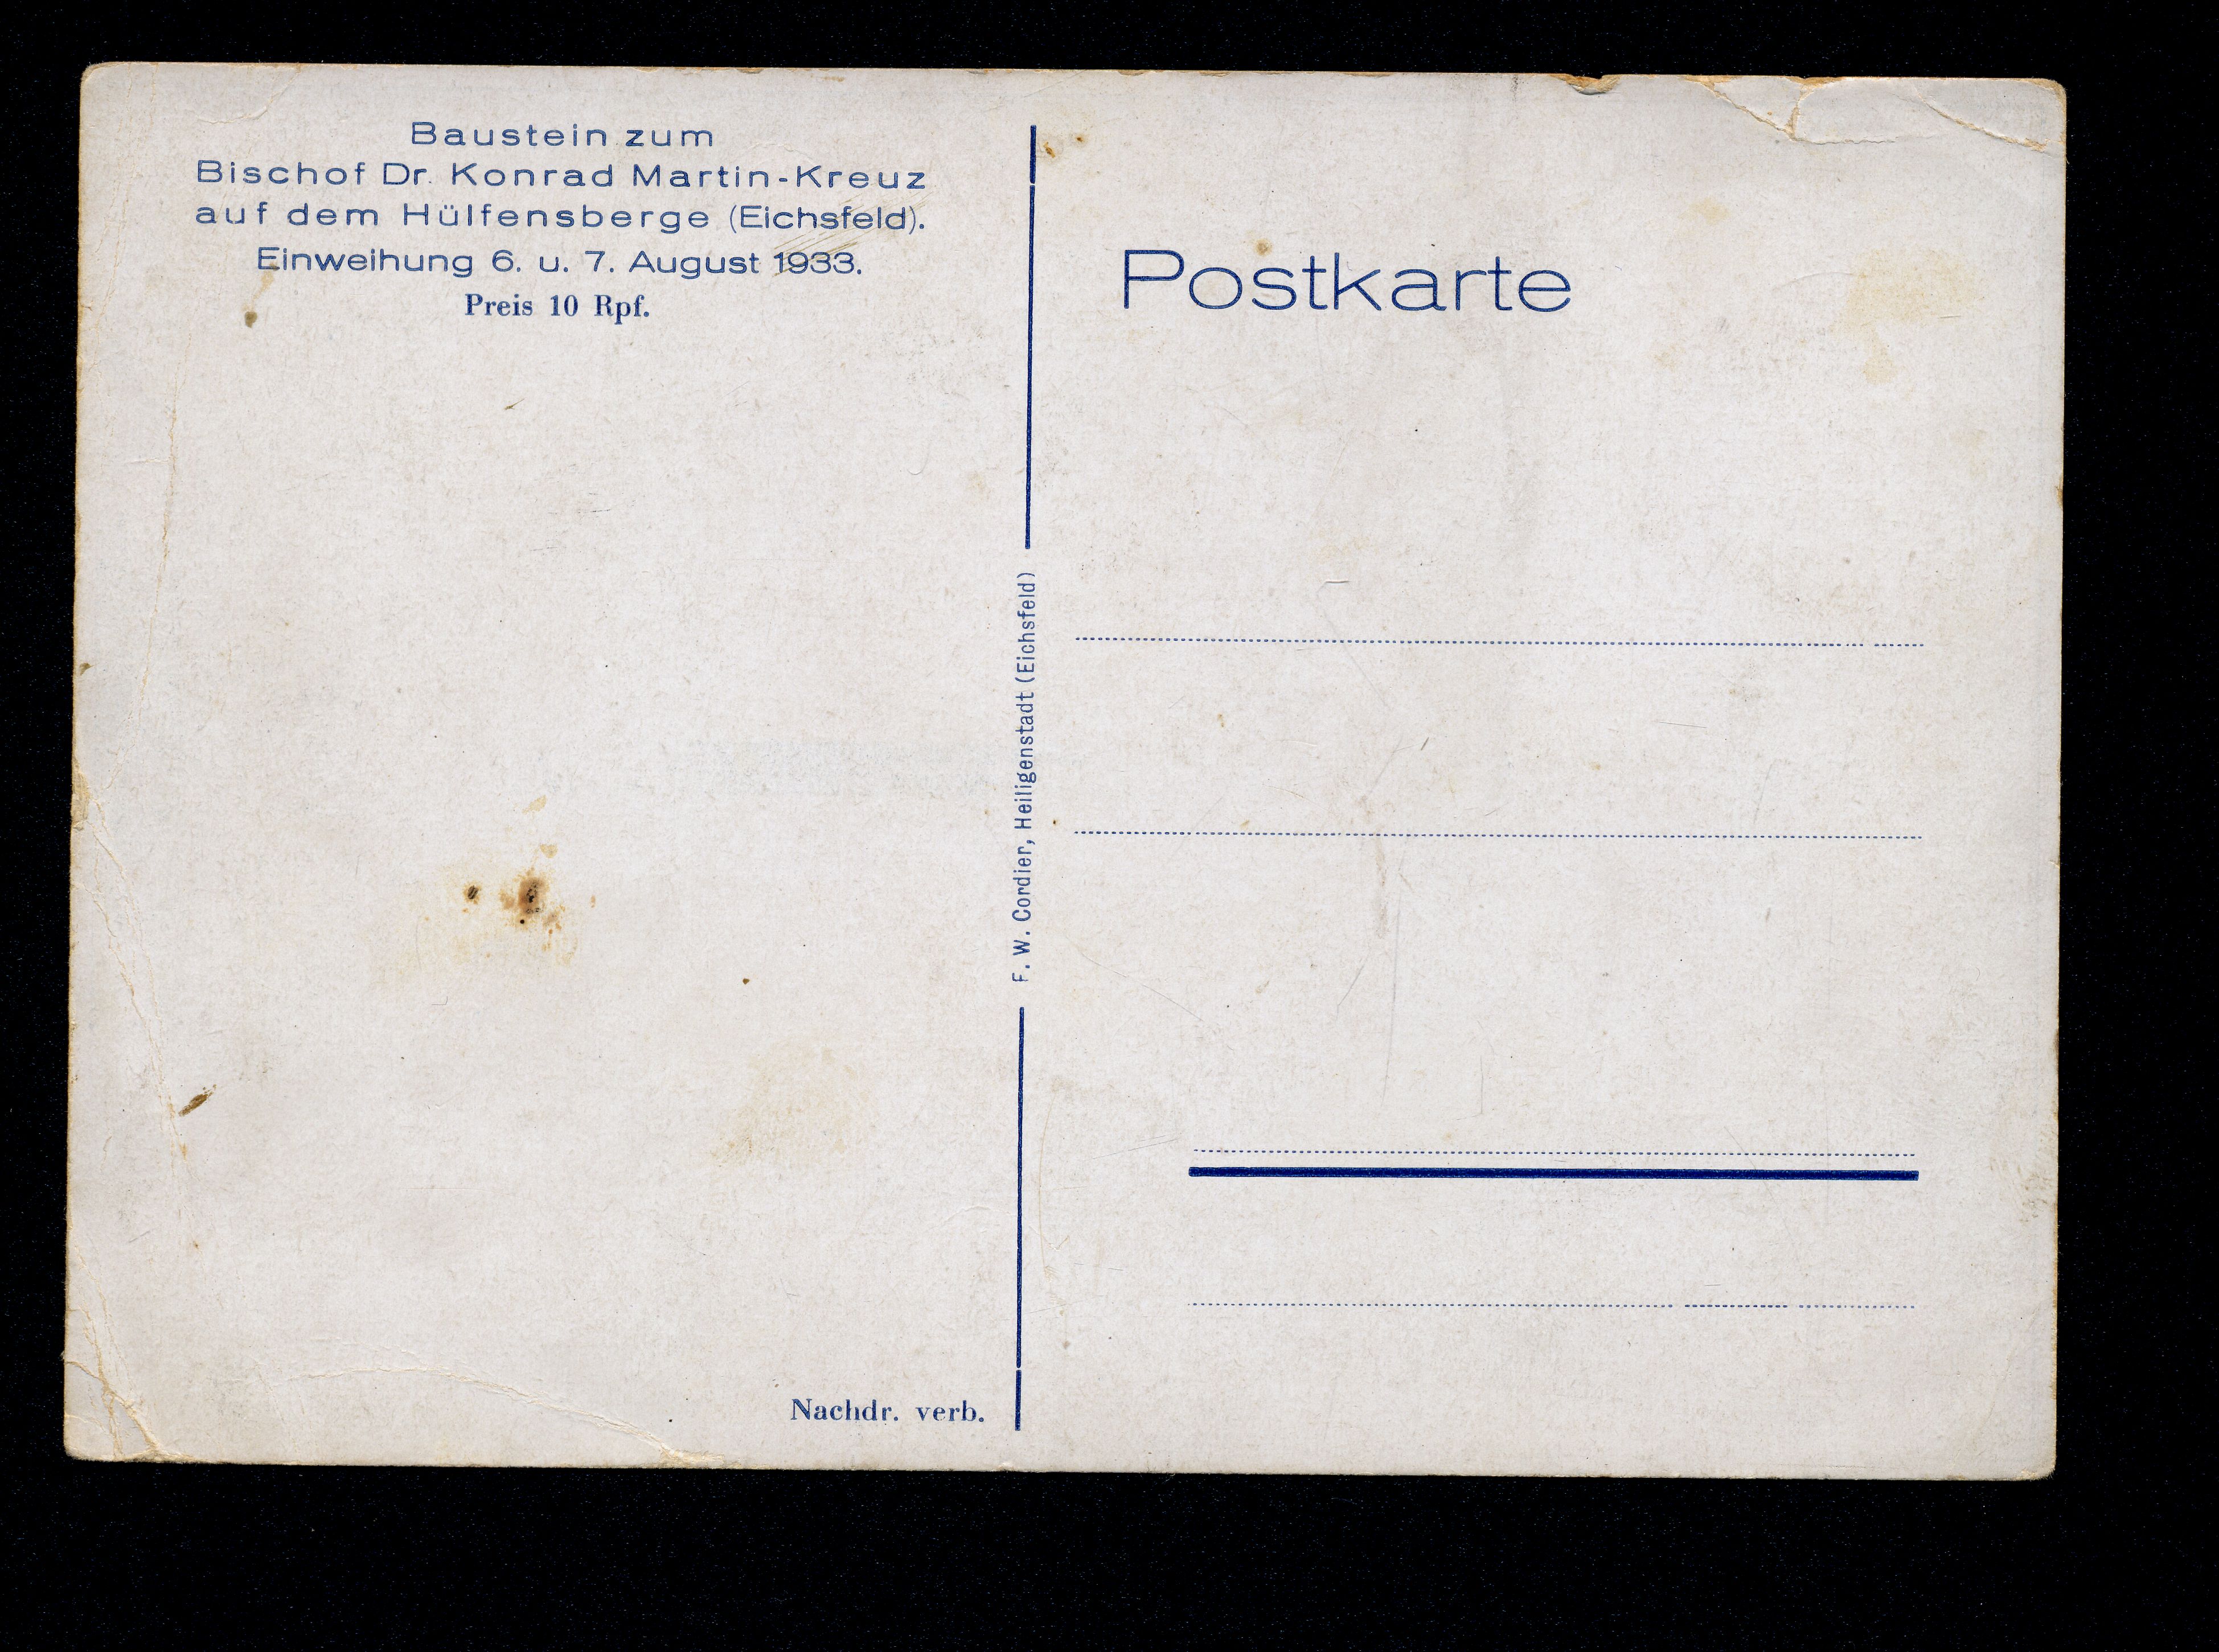 Baustein zum
Bischof Dr. Konrad Martin-Kreuz
auf dem Hülfensberge (Eichsfeld).
Einweihung 6. u. 7. August 1933.
Preis 10 Rpf.
Nachdr. verb.
F. W. Cordier, Heiligenstadt (Eichsfeld)
Postkarte